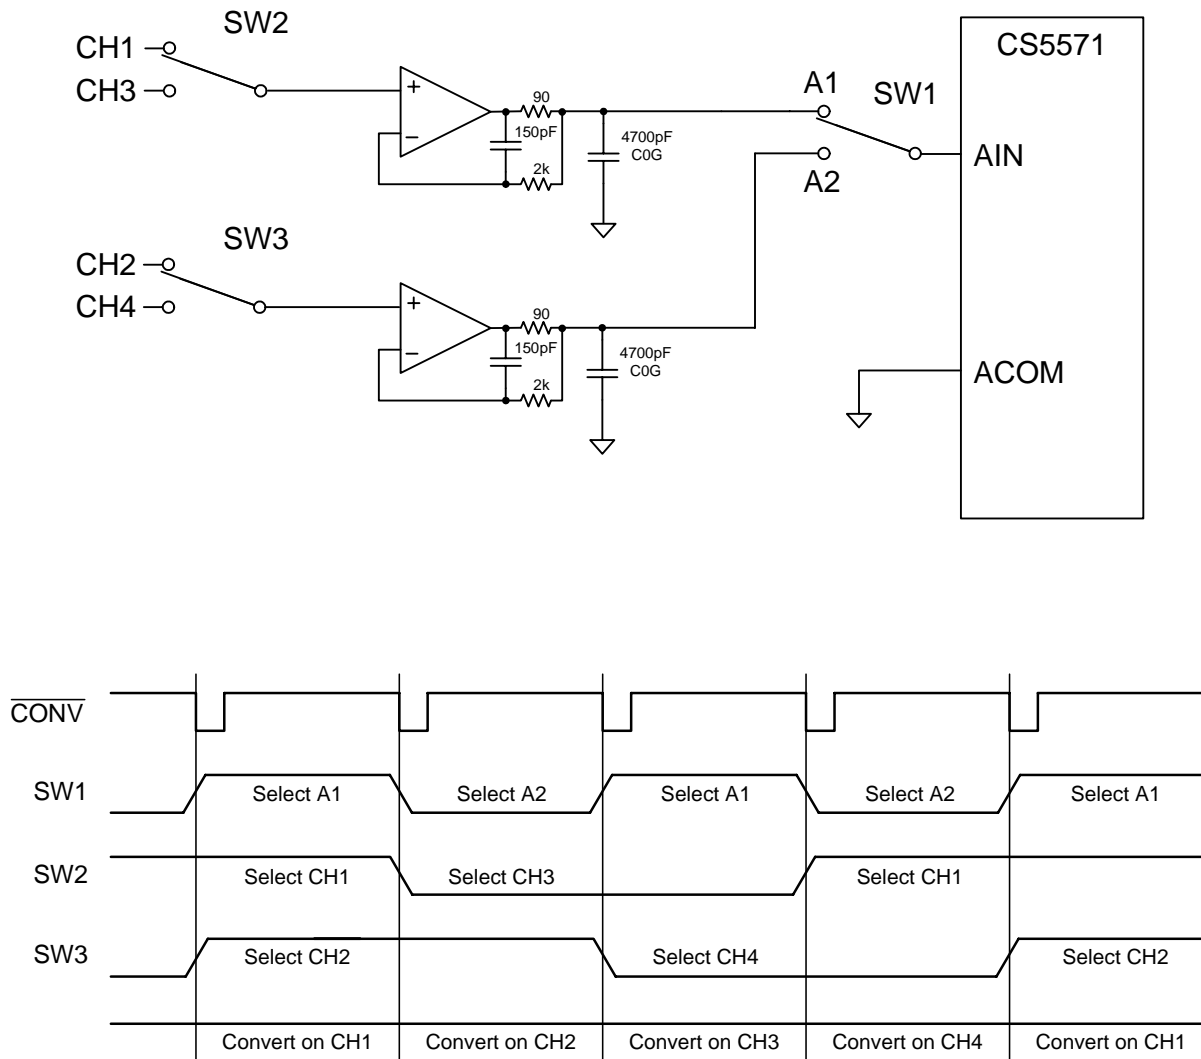 SW2
CH1
CH3
+
−
90
150pF
2k
4700pF
C0G
A1
SW1
A2
CS5571
AIN
ACOM
SW3
CH2
CH4
+
−
90
150pF
2k
4700pF
C0G
CONV
SW1
Select A1
Select A2
Select A1
Select A2
Select A1
SW2
Select CH1
Select CH3
Select CH1
SW3
Select CH2
Select CH4
Select CH2
Convert on CH1
Convert on CH2
Convert on CH3
Convert on CH4
Convert on CH1